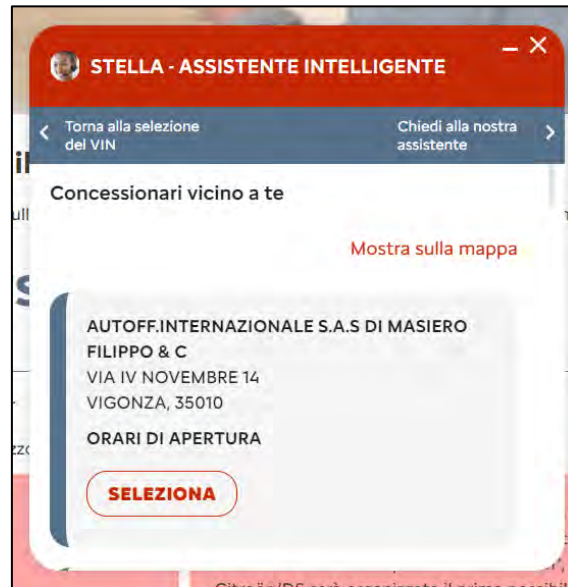 STELLA - ASSISTENTE INTELLIGENTE
Torna alla selezione
del VIN
Chiedi alla nostra
assistente
Concessionari vicino a te
Mostra sulla mappa
AUTOFF.INTERNAZIONALE S.A.S DI MASIERO
FILIPPO & C
VIA IV NOVEMBRE 14
VIGONZA, 35010
ORARI DI APERTURA
SELEZIONA